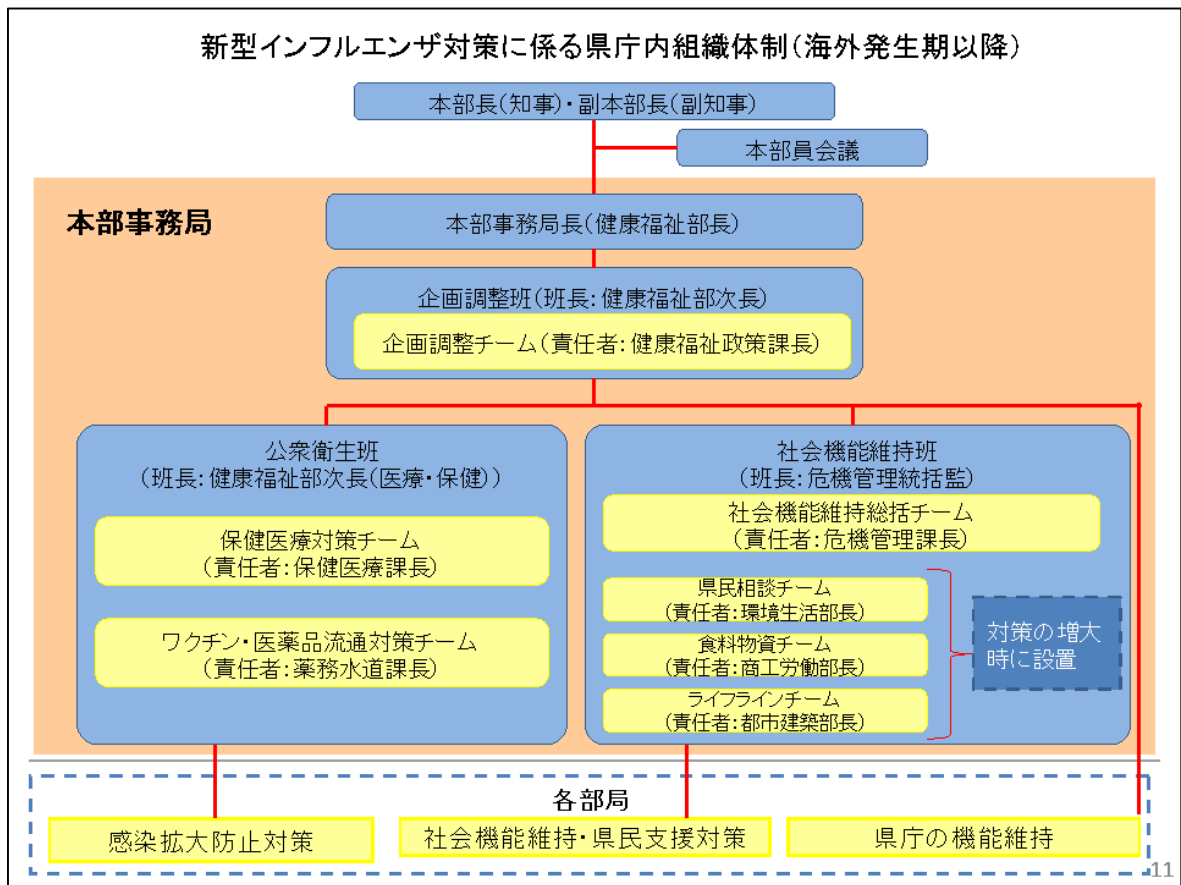 新型インフルエンザ対策に係る県庁内組織体制(海外発生期以降)
本部長(知事)・副本部長(副知事)
本部員会議
本部事務局
本部事務局長(健康福祉部長)
企画調整班(班長:健康福祉部次長)
企画調整チーム(責任者:健康福祉政策課長)
公衆衛生班
(班長:健康福祉部次長(医療・保健))
保健医療対策チーム
(責任者:保健医療課長)
ワクチン・医薬品流通対策チーム
(責任者:薬務水道課長)
社会機能維持班
(班長:危機管理統括監)
社会機能維持総括チーム
(責任者:危機管理課長)
県民相談チーム
(責任者:環境生活部長)
食料物資チーム
(責任者:商工労働部長)
ライフラインチーム
(責任者:都市建築部長)
対策の増大
時に設置
各部局
感染拡大防止対策
社会機能維持・県民支援対策
県庁の機能維持
11